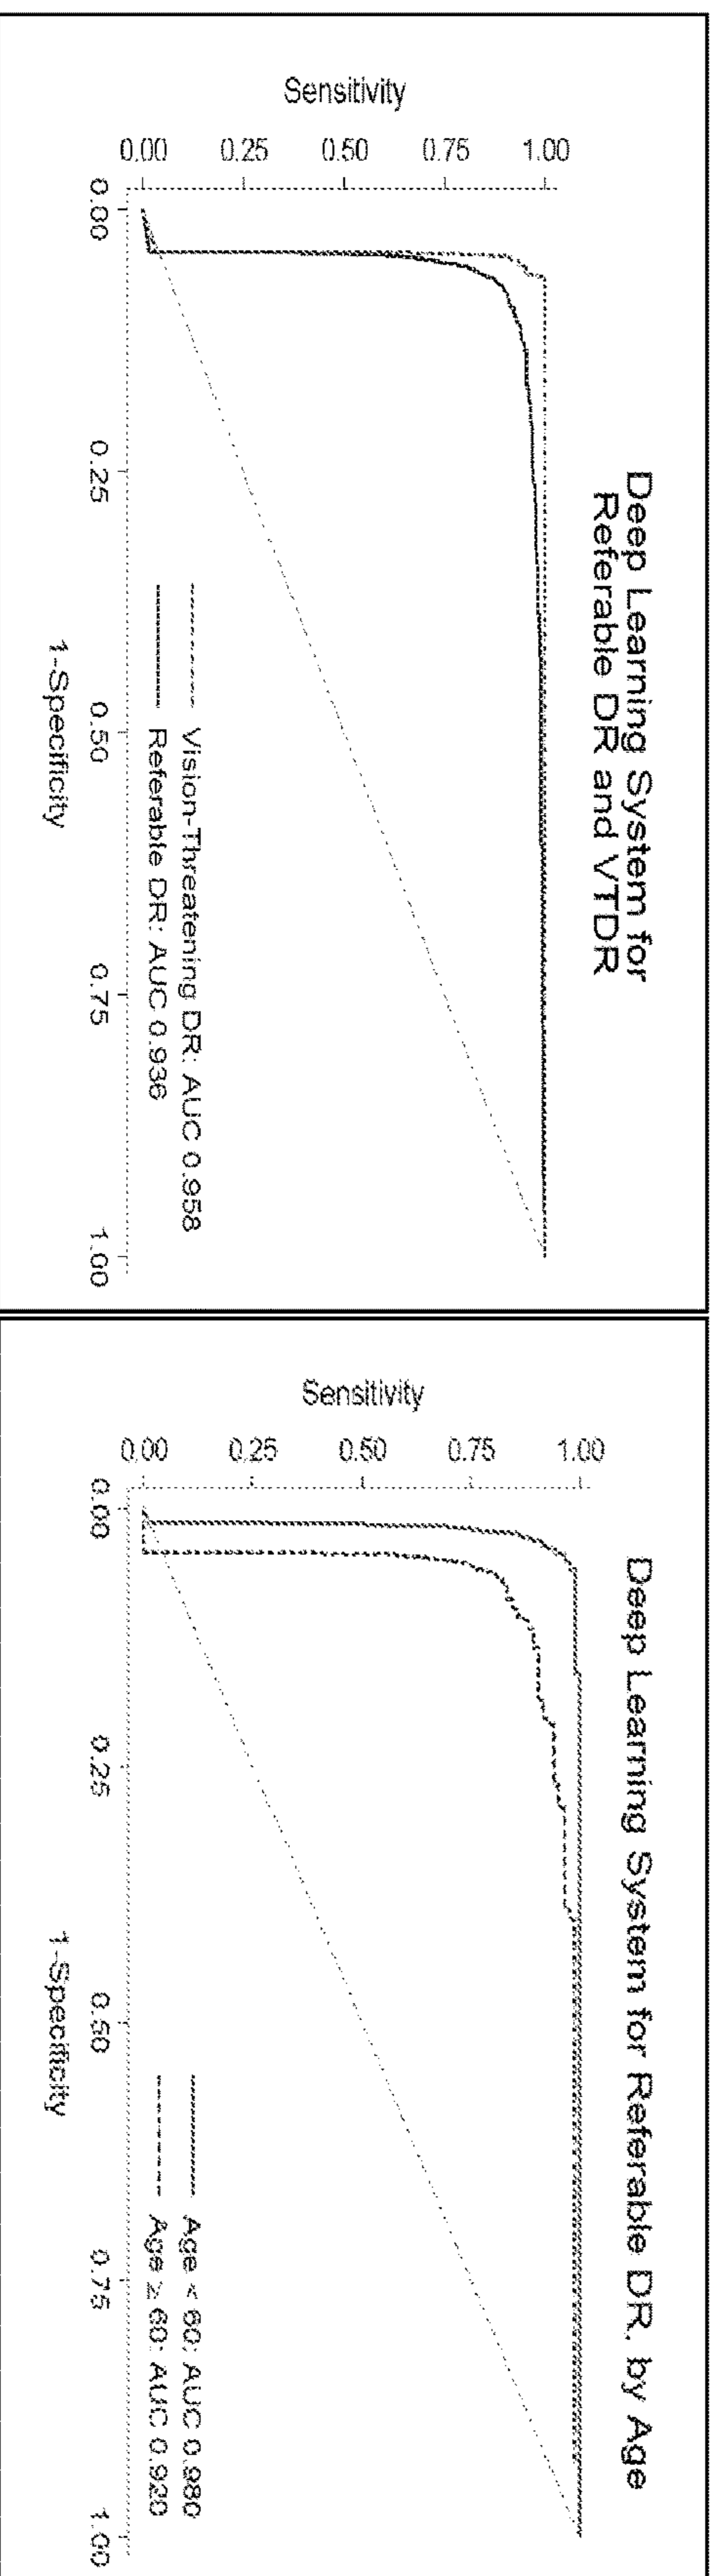 Deep Learning System for
Referable DR and VTDR
Sensitivity
1.00
0.75
0.50
0.25
0.00
0.00
0.25
0.50
0.75
1.00
1-Specificity
Vision-Threatening DR: AUC 0.958
Referable DR: AUC 0.936
Deep Learning System for Referable DR, by Age
Sensitivity
1.00
0.75
0.50
0.25
0.00
0.00
0.25
0.50
0.75
1.00
1-Specificity
Age < 60: AUC 0.980
Age ≥ 60: AUC 0.920